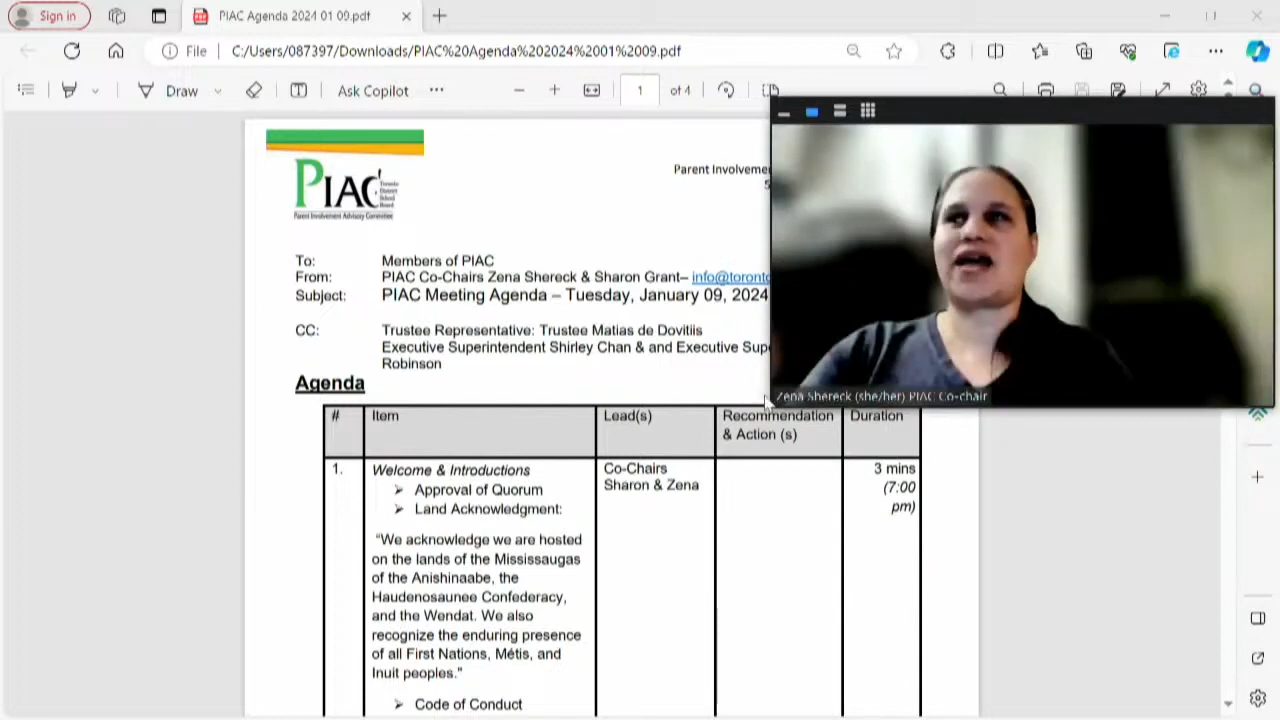 Sign in
PIAC Agenda 2024 01 09.pdf
File
C:/Users/087397/Downloads/PIAC%20Agenda%202024%2001%2009.pdf
Draw
Ask Copilot
1
of 4
PIAC
Toronto
District
School
Board
Parent Involvement Advisory Committee
Parent Involveme
5
To:
Members of PIAC
From:
PIAC Co-Chairs Zena Shereck & Sharon Grant– info@toronto
Subject:
PIAC Meeting Agenda – Tuesday, January 09, 2024
CC:
Trustee Representative: Trustee Matias de Dovitiis
Executive Superintendent Shirley Chan & and Executive Supe
Robinson
Agenda
Zena Shereck (she/her) PIAC Co-chair
# Item Lead(s) Recommendation Duration
& Action (s)
1. Welcome & Introductions Co-Chairs 3 mins
➢ Approval of Quorum Sharon & Zena (7:00
➢ Land Acknowledgment: pm)
“We acknowledge we are hosted
on the lands of the Mississaugas
of the Anishinaabe, the
Haudenosaunee Confederacy,
and the Wendat. We also
recognize the enduring presence
of all First Nations, Métis, and
Inuit peoples."
➢ Code of Conduct